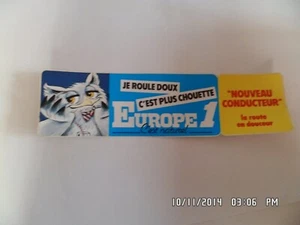 JE ROULE DOUX
C'EST PLUS CHOUETTE
EUROPE 1
"NOUVEAU
CONDUCTEUR"
la route
en douceur
10/11/2014 03:06 PM